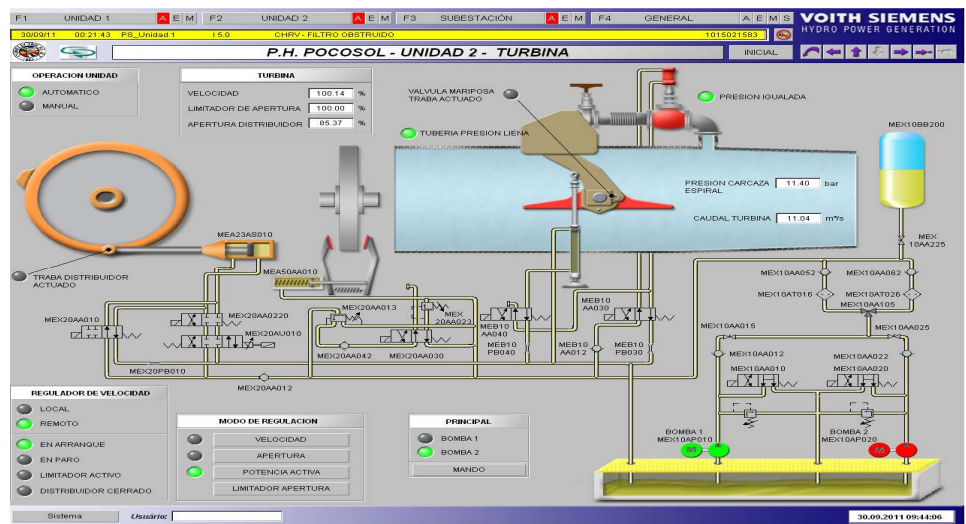 F1 UNIDAD 1 A E M F2 UNIDAD 2 A E M F3 SUBESTACIÓN A E M F4 GENERAL A E M S
VOITH SIEMENS
HYDRO POWER GENERATION
30/09/11 00:21:43 PS_Unidad 1 I 5.0 CHRV - FILTRO OBSTRUIDO 1015021583
P.H. POCOSOL - UNIDAD 2 - TURBINA
INICIAL
OPERACION UNIDAD
AUTOMATICO
MANUAL
TURBINA
VELOCIDAD 100.14 %
LIMITADOR DE APERTURA 100.00 %
APERTURA DISTRIBUIDOR 85.37 %
VALVULA MARIPOSA
TRABA ACTUADO
PRESION IGUALADA
TUBERIA PRESION LIENA
MEX10BB200
PRESION CARCAZA 11.40 bar
ESPIRAL
CAUDAL TURBINA 11.04 m³/s
MEX
10AA225
MEA23AS010
TRABA DISTRIBUIDOR
ACTUADO
MEA50AA010
MEX10AA052 MEX10AA062
MEX10AT016 MEX10AT026
MEX10AA105
MEX20AA010
MEX20AA0220
MEX20AU010
MEX20AA013
MEX
20AA023
MEX20AA042 MEX20AA030
MEB10
AA040
MEB10
PB040
MEB10
AA030
MEB10
AA012
MEB10
PB030
MEX10AA015 MEX10AA025
MEX10AA012 MEX10AA022
MEX10AA010 MEX10AA020
MEX20PB010
MEX20AA012
BOMBA 1
MEX10AP010
BOMBA 2
MEX10AP020
M M
REGULADOR DE VELOCIDAD
LOCAL
REMOTO
EN ARRANQUE
EN PARO
LIMITADOR ACTIVO
DISTRIBUIDOR CERRADO
MODO DE REGULACION
VELOCIDAD
APERTURA
POTENCIA ACTIVA
LIMITADOR APERTURA
PRINCIPAL
BOMBA 1
BOMBA 2
MANDO
Sistema Usuário: 30.09.2011 09:44:06